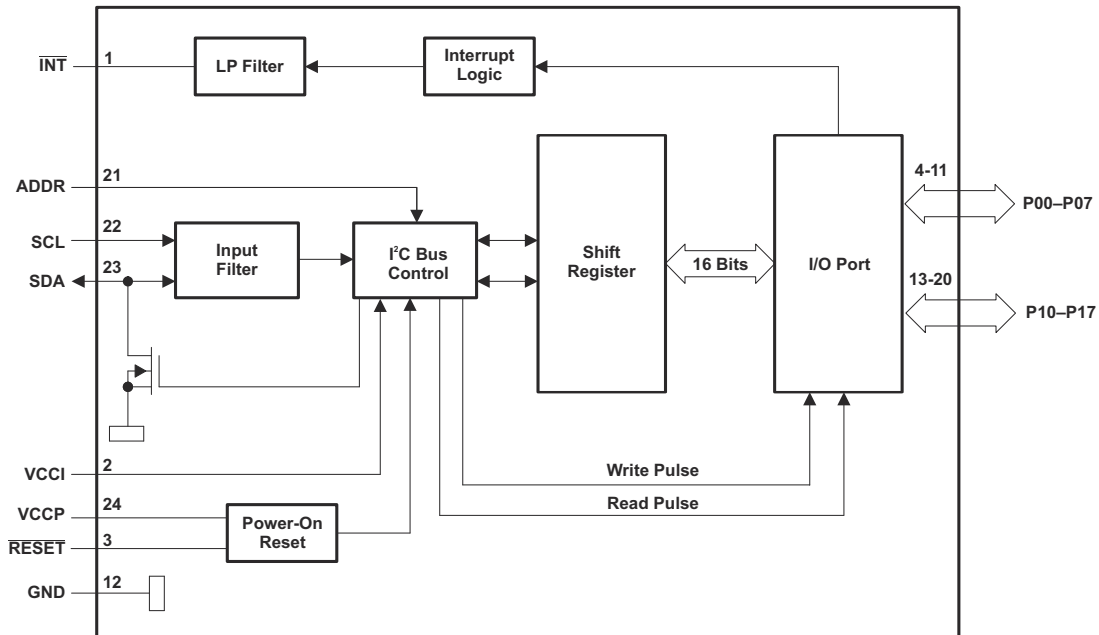 INT
1
LP Filter
Interrupt
Logic
ADDR
21
SCL
22
SDA
23
Input
Filter
I²C Bus
Control
Shift
Register
16 Bits
I/O Port
4-11
P00–P07
13-20
P10–P17
VCCI
2
Write Pulse
VCCP
24
Read Pulse
RESET
3
Power-On
Reset
GND
12